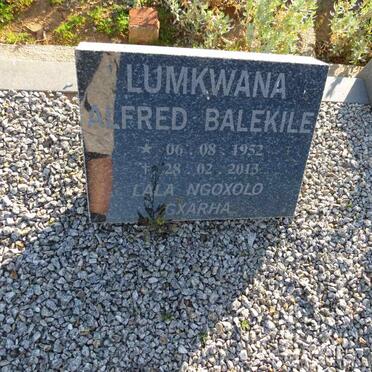 LUMKWANA
ALFRED BALEKILE
★ 06 . 08 . 1952
† 28 . 02 . 2013
LALA NGOXOLO
GXARHA